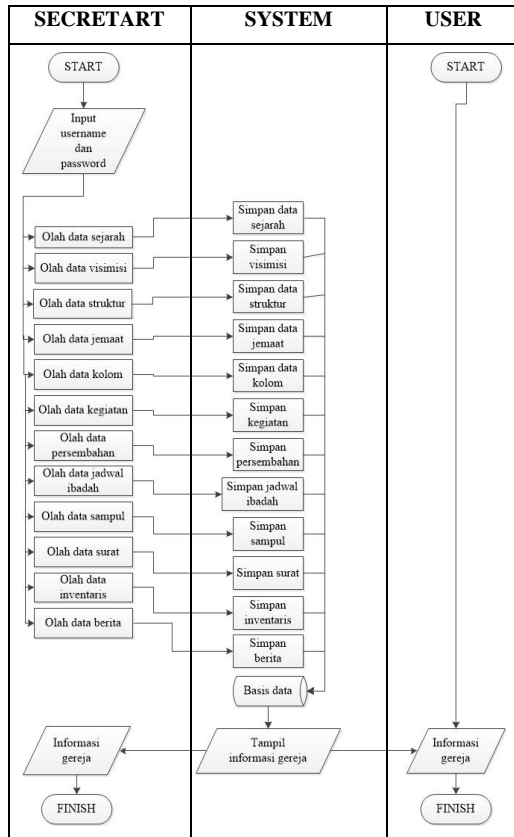 SECRETART
SYSTEM
USER
START
START
Input
username
dan
password
Olah data sejarah
Simpan data
sejarah
Olah data visimisi
Simpan
visimisi
Olah data struktur
Simpan data
struktur
Olah data jemaat
Simpan data
jemaat
Olah data kolom
Simpan data
kolom
Olah data kegiatan
Simpan
kegiatan
Olah data
persembahan
Simpan
persembahan
Olah data jadwal
ibadah
Simpan jadwal
ibadah
Olah data sampul
Simpan
sampul
Olah data surat
Simpan surat
Olah data
inventaris
Simpan
inventaris
Olah data berita
Simpan
berita
Basis data
Informasi
gereja
Tampil
informasi gereja
Informasi
gereja
FINISH
FINISH